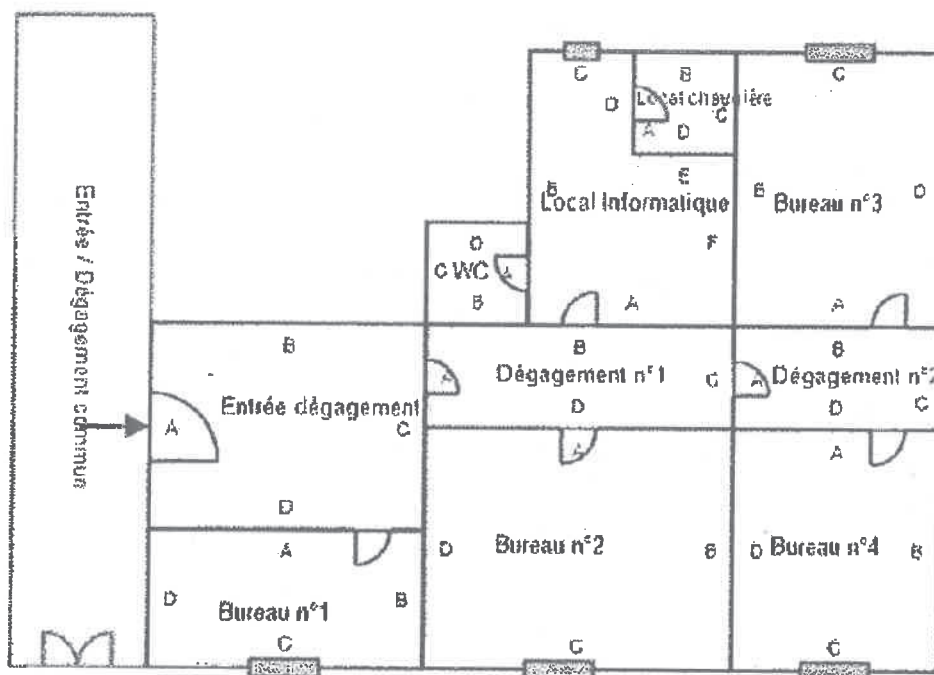 C
B
C
D
Local chaudière
C
A
D
E
B
Local Informatique
B
Bureau n°3
D
F
Entrée / Dégagement commun
D
C WC
A
B
A
A
B
B
B
A
Dégagement n°1
C
A
Dégagement n°2
Entrée dégagement
D
D
C
A
C
A
A
D
A
D
Bureau n°2
B
D
Bureau n°4
B
D
B
Bureau n°1
C
C
C